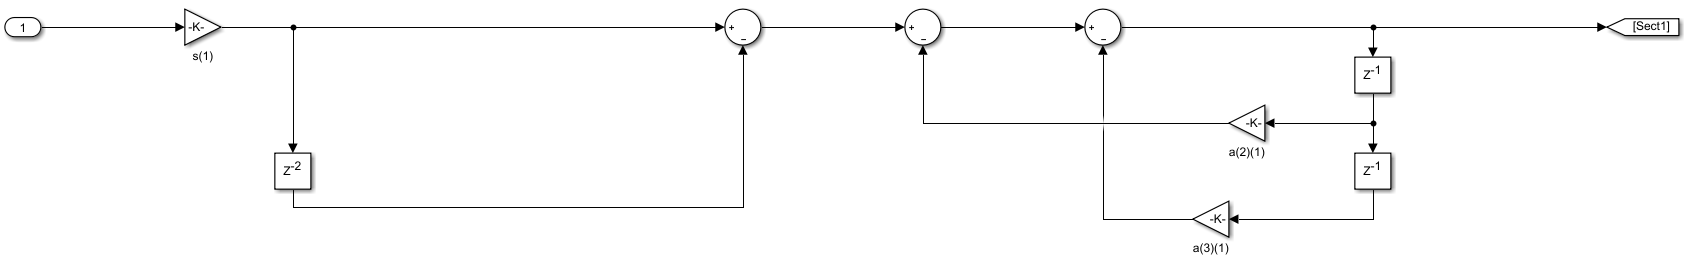 1
-K-
s(1)
+
−
+
−
+
−
[Sect1]
Z-1
-K-
a(2)(1)
Z-2
Z-1
-K-
a(3)(1)